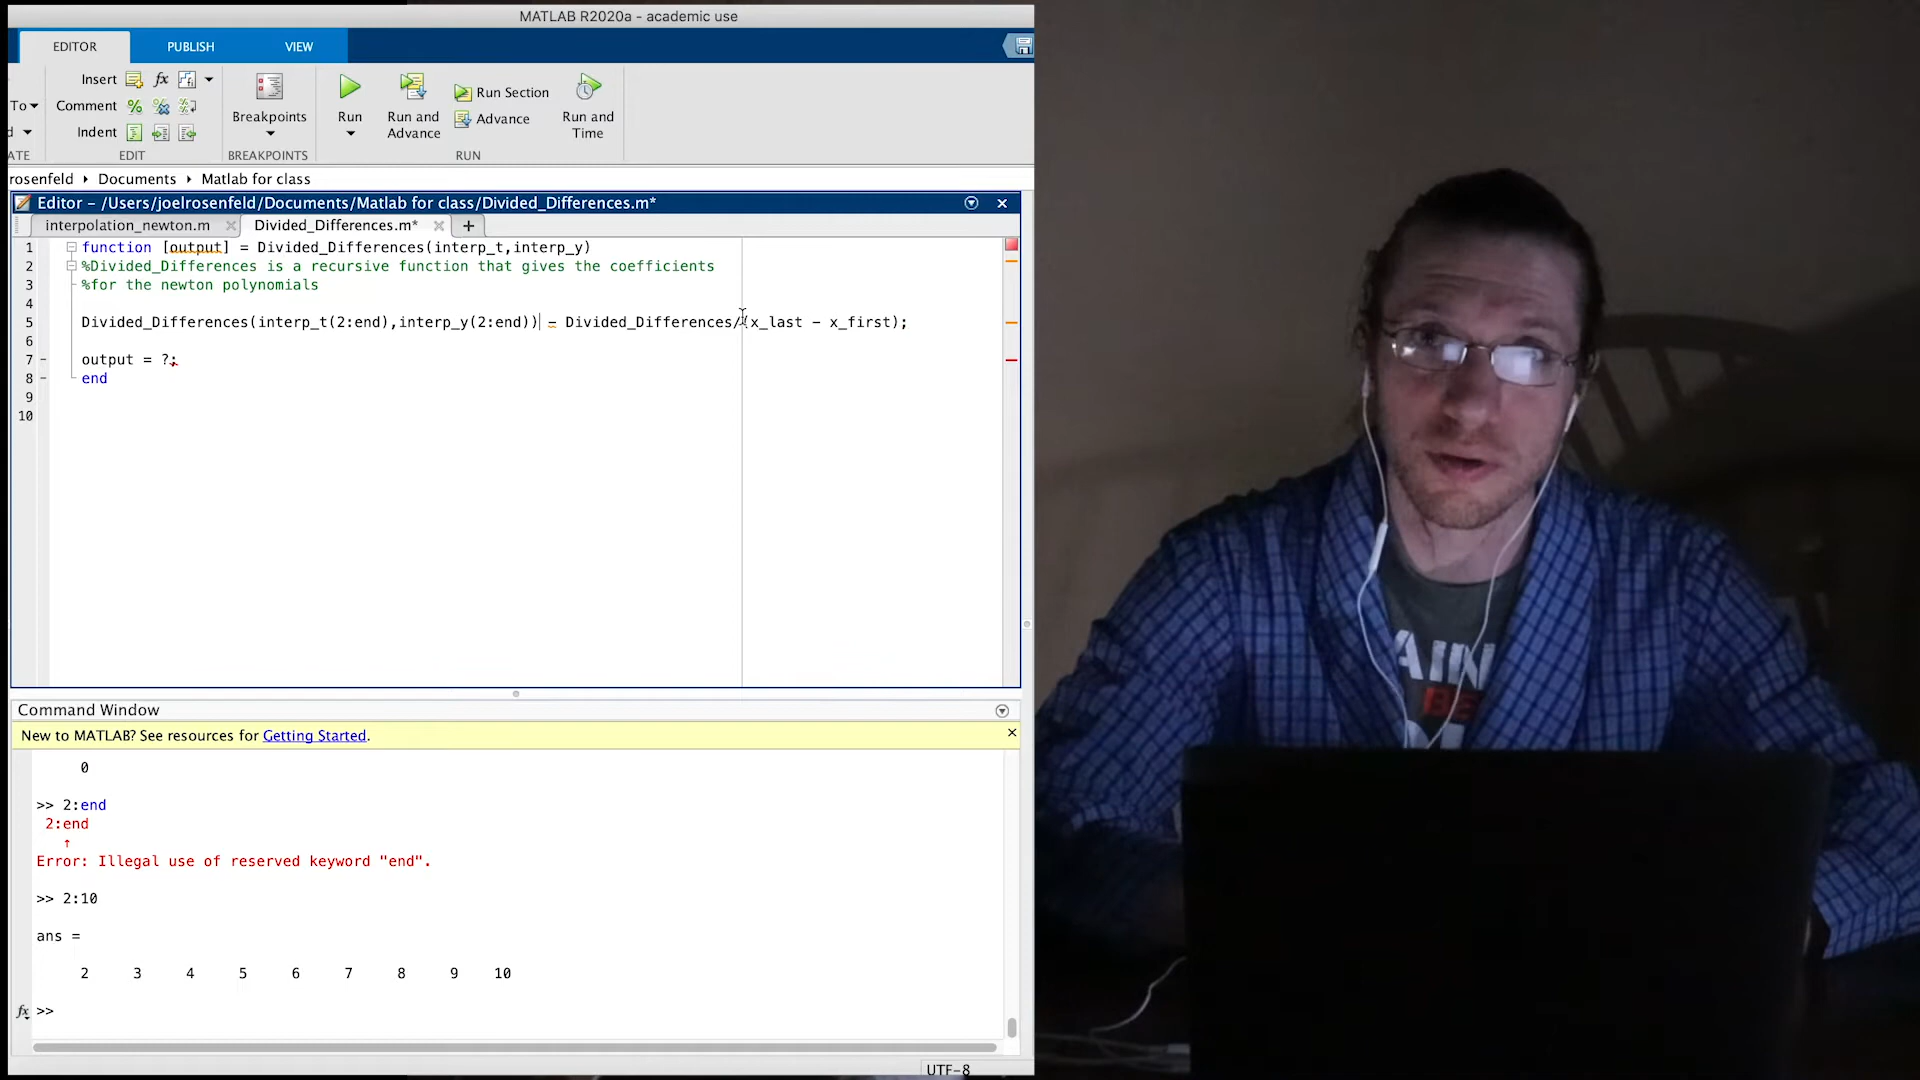 MATLAB R2020a - academic use
EDITOR PUBLISH VIEW
Insert fx
To Comment %
Indent
Breakpoints
Run
Run and Advance
Run Section
Advance
Run and Time
ATE EDIT BREAKPOINTS RUN
rosenfeld Documents Matlab for class
Editor – /Users/joelrosenfeld/Documents/Matlab for class/Divided_Differences.m*
interpolation_newton.m Divided_Differences.m* +
1 function [output] = Divided_Differences(interp_t,interp_y)
2 %Divided_Differences is a recursive function that gives the coefficients
3 %for the newton polynomials
4
5 Divided_Differences(interp_t(2:end),interp_y(2:end)) = Divided_Differences/(x_last - x_first);
6
7 - output = ?;
8 - end
9
10
Command Window
New to MATLAB? See resources for Getting Started.
0
>> 2:end
2:end
↑
Error: Illegal use of reserved keyword "end".
>> 2:10
ans =
2 3 4 5 6 7 8 9 10
fx >>
UTF-8
AIN
BE